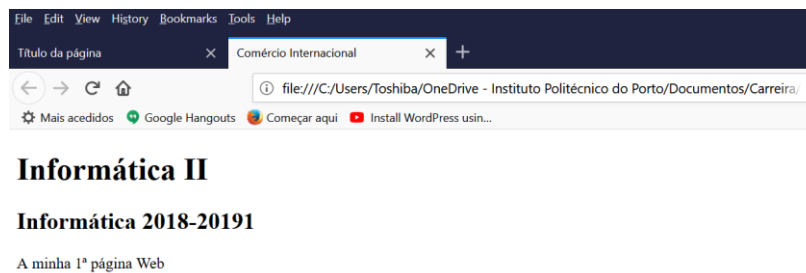 File Edit View History Bookmarks Tools Help
Título da página Comércio Internacional
file:///C:/Users/Toshiba/OneDrive - Instituto Politécnico do Porto/Documentos/Carreira/
Mais acedidos Google Hangouts Começar aqui Install WordPress usin...
Informática II
Informática 2018-20191
A minha 1ª página Web